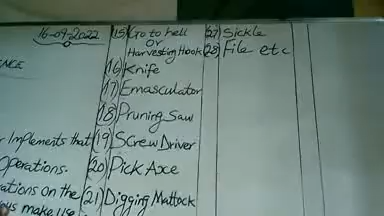 16-09-2022
ENCE
r Implements that
Operations.
ations on the
ous make use
(15) Go to hell
or
Harvesting Hook
(16) Knife
(17) Emasculator
(18) Pruning Saw
(19) Screw Driver
(20) Pick Axe
(21) Digging Mattock
(27) Sickle
(28) File etc